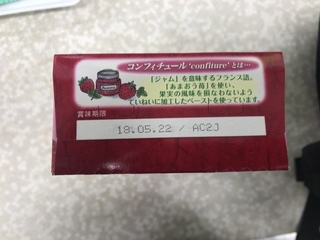 コンフィチュール‘confiture’とは…
「ジャム」を意味するフランス語。
「あまおう苺」を使い、
果実の風味を損なわないよう
ていねいに加工したペーストを使っています。
賞味期限
18.05.22 / AC2J